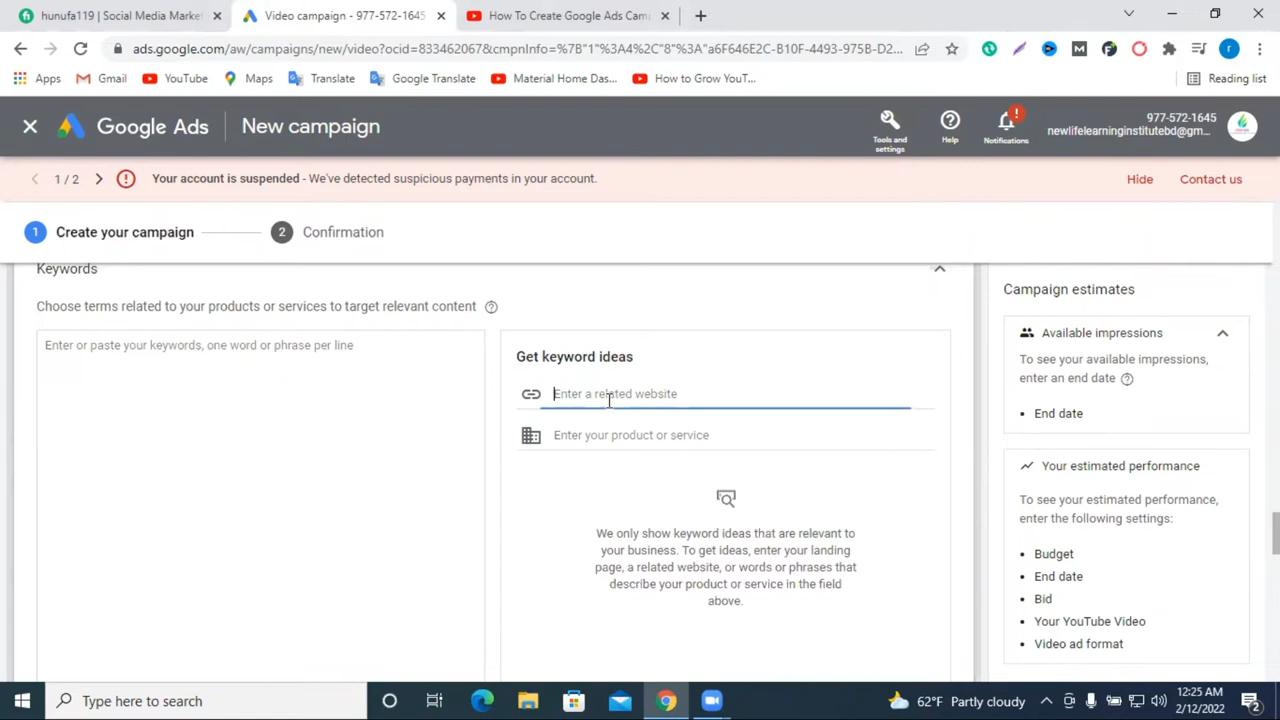 hunufa119 | Social Media Market
Video campaign - 977-572-1645
How To Create Google Ads Cam
ads.google.com/aw/campaigns/new/video?ocid=833462067&cmpnInfo=%7B"1"%3A4%2C"8"%3A"a6F646E2C-B10F-4493-975B-D2...
Apps
Gmail
YouTube
Maps
Translate
Google Translate
Material Home Das...
How to Grow YouT...
Reading list
Google Ads
New campaign
Tools and
settings
Help
Notifications
977-572-1645
newlifelearninginstitutebd@gm...
1 / 2
Your account is suspended - We've detected suspicious payments in your account.
Hide
Contact us
1
Create your campaign
2
Confirmation
Keywords
Choose terms related to your products or services to target relevant content
Enter or paste your keywords, one word or phrase per line
Get keyword ideas
Enter a related website
Enter your product or service
We only show keyword ideas that are relevant to
your business. To get ideas, enter your landing
page, a related website, or words or phrases that
describe your product or service in the field
above.
Campaign estimates
Available impressions
To see your available impressions,
enter an end date
• End date
Your estimated performance
To see your estimated performance,
enter the following settings:
• Budget
• End date
• Bid
• Your YouTube Video
• Video ad format
Type here to search
62°F Partly cloudy
12:25 AM
2/12/2022
2